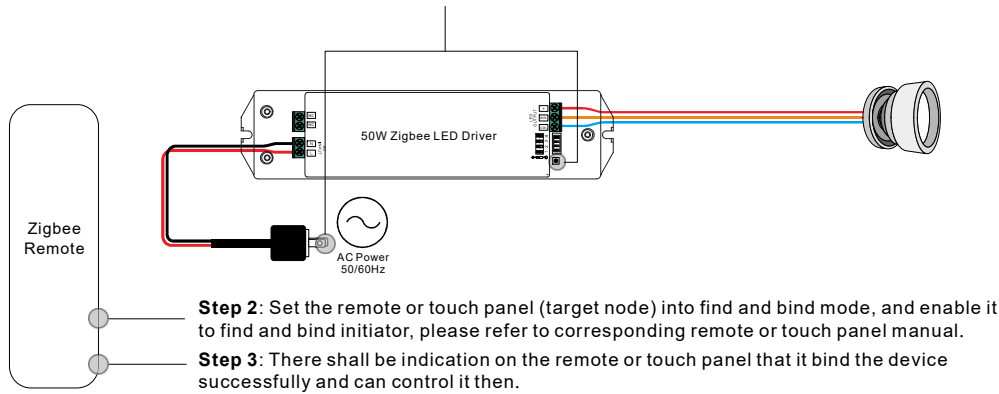 50W Zigbee LED Driver
LED
OUTPUT
Zigbee
Remote
AC Power
50/60Hz
Step 2: Set the remote or touch panel (target node) into find and bind mode, and enable it
to find and bind initiator, please refer to corresponding remote or touch panel manual.
Step 3: There shall be indication on the remote or touch panel that it bind the device
successfully and can control it then.